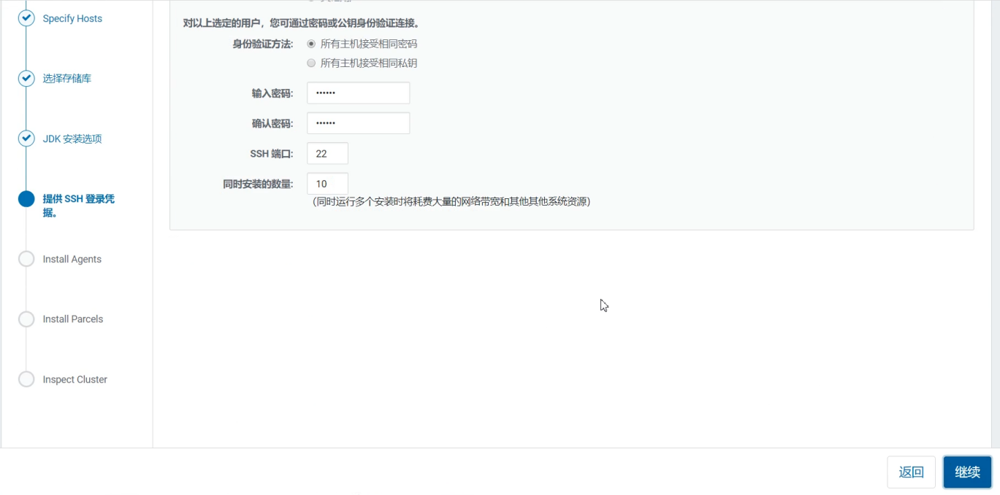 Specify Hosts
选择存储库
JDK 安装选项
提供 SSH 登录凭
据。
Install Agents
Install Parcels
Inspect Cluster
对以上选定的用户，您可通过密码或公钥身份验证连接。
身份验证方法: 所有主机接受相同密码
所有主机接受相同私钥
输入密码: ••••••
确认密码: ••••••
SSH 端口: 22
同时安装的数量: 10
（同时运行多个安装时将耗费大量的网络带宽和其他其他系统资源）
返回 继续